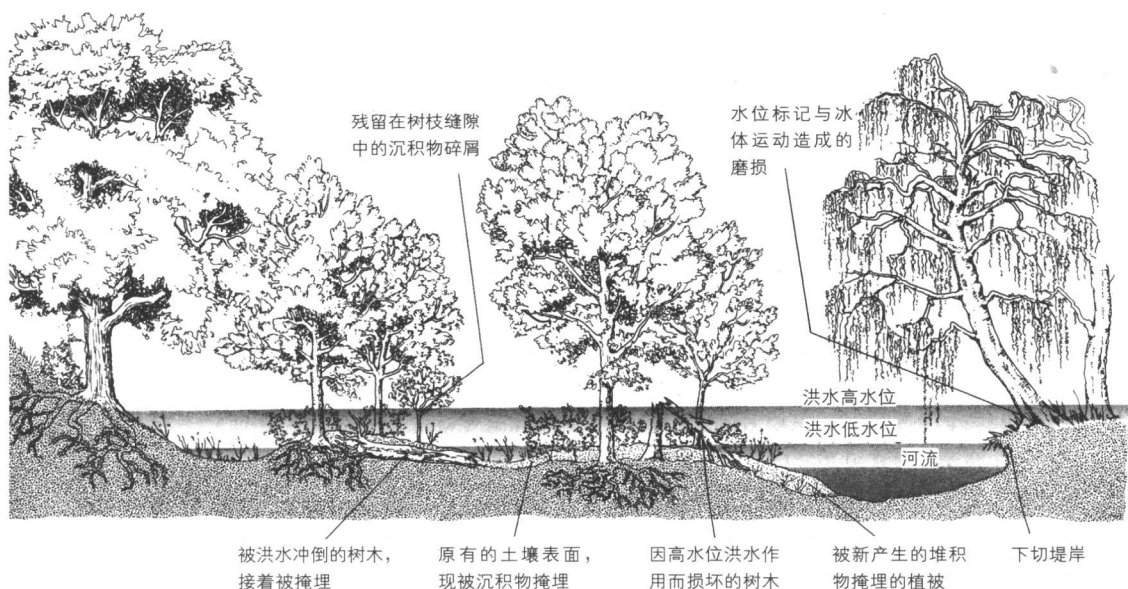 残留在树枝缝隙
中的沉积物碎屑
水位标记与冰
体运动造成的
磨损
洪水高水位
洪水低水位
河流
被洪水冲倒的树木，
接着被掩埋
原有的土壤表面，
现被沉积物掩埋
因高水位洪水作
用而损坏的树木
被新产生的堆积
物掩埋的植被
下切堤岸